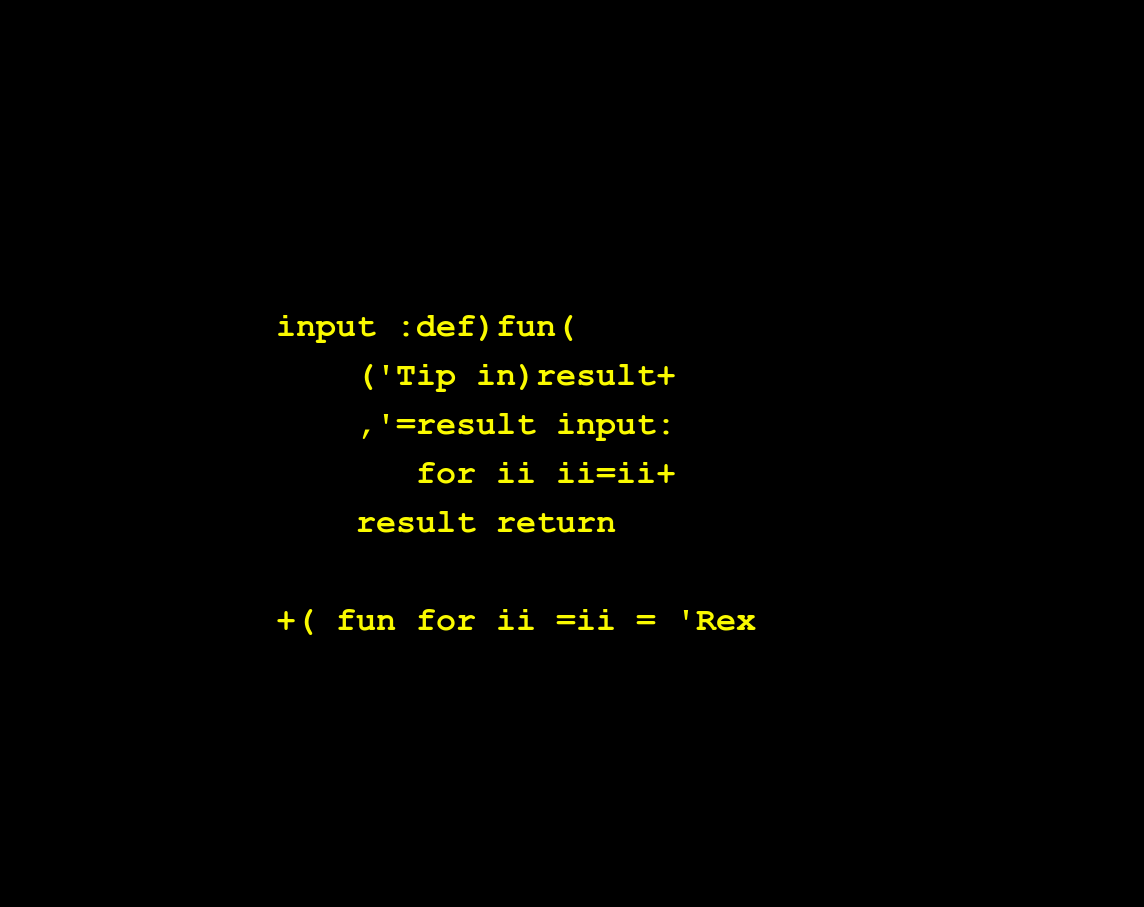 input :def)fun(
('Tip in)result+
,'=result input:
for ii ii=ii+
result return
+( fun for ii =ii = 'Rex